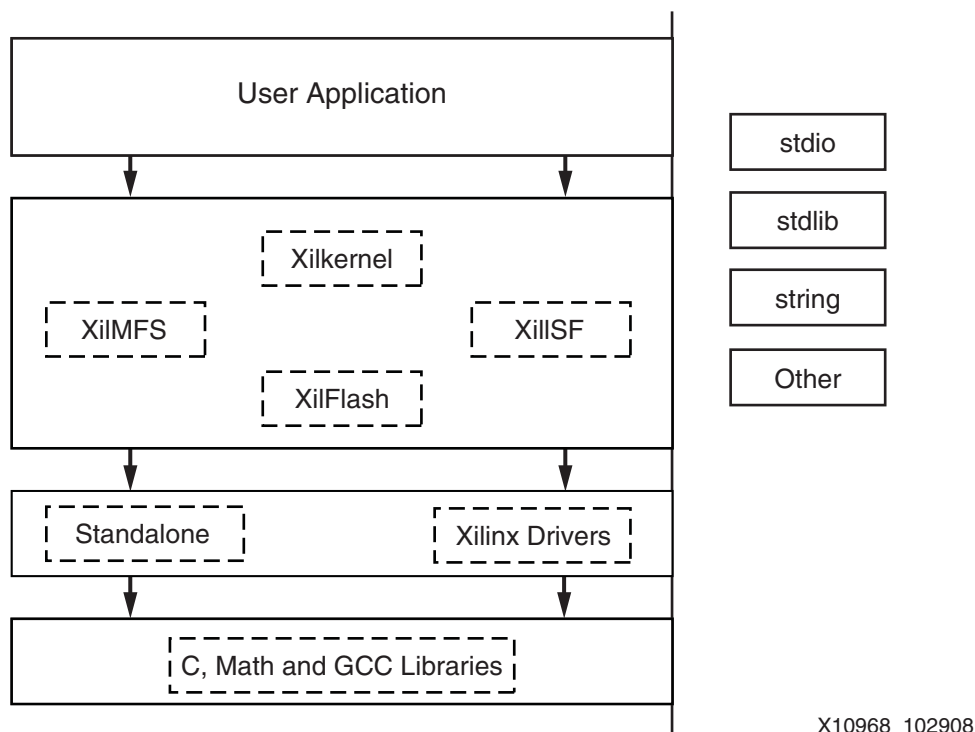 User Application
stdio
stdlib
string
Other
Xilkernel
XilMFS
XilISF
XilFlash
Standalone
Xilinx Drivers
C, Math and GCC Libraries
X10968_102908